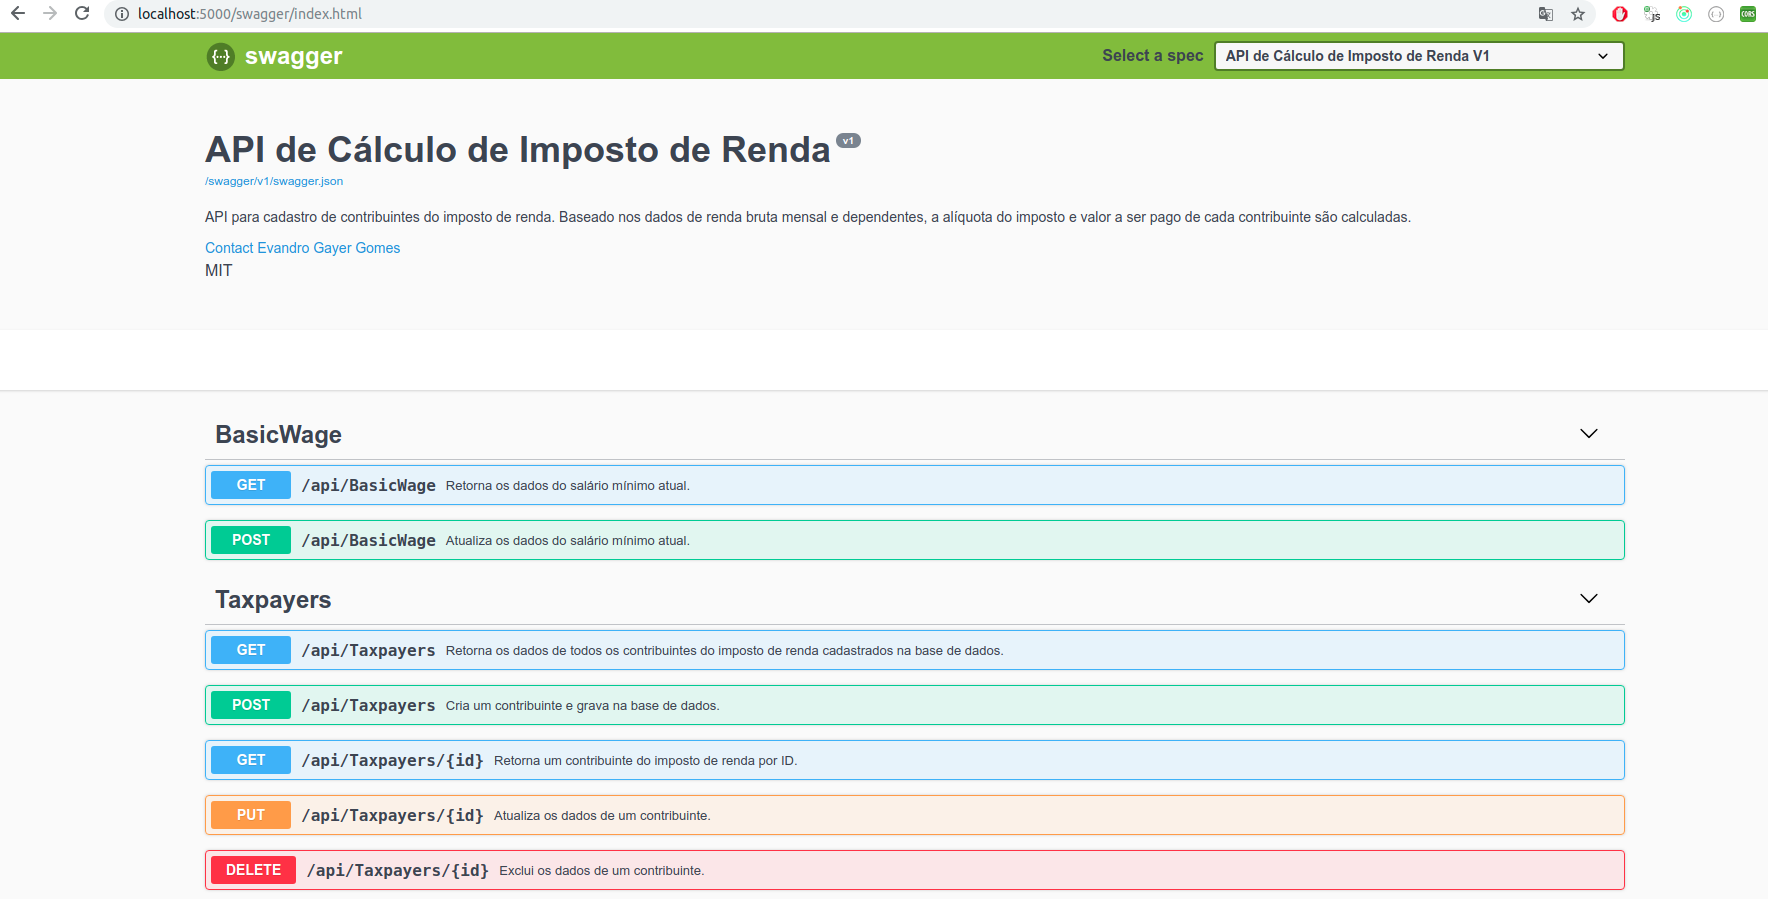 localhost:5000/swagger/index.html
JS
CORS
{··} swagger
Select a spec
API de Cálculo de Imposto de Renda V1
API de Cálculo de Imposto de Renda v1
/swagger/v1/swagger.json
API para cadastro de contribuintes do imposto de renda. Baseado nos dados de renda bruta mensal e dependentes, a alíquota do imposto e valor a ser pago de cada contribuinte são calculadas.
Contact Evandro Gayer Gomes
MIT
BasicWage
GET /api/BasicWage Retorna os dados do salário mínimo atual.
POST /api/BasicWage Atualiza os dados do salário mínimo atual.
Taxpayers
GET /api/Taxpayers Retorna os dados de todos os contribuintes do imposto de renda cadastrados na base de dados.
POST /api/Taxpayers Cria um contribuinte e grava na base de dados.
GET /api/Taxpayers/{id} Retorna um contribuinte do imposto de renda por ID.
PUT /api/Taxpayers/{id} Atualiza os dados de um contribuinte.
DELETE /api/Taxpayers/{id} Exclui os dados de um contribuinte.